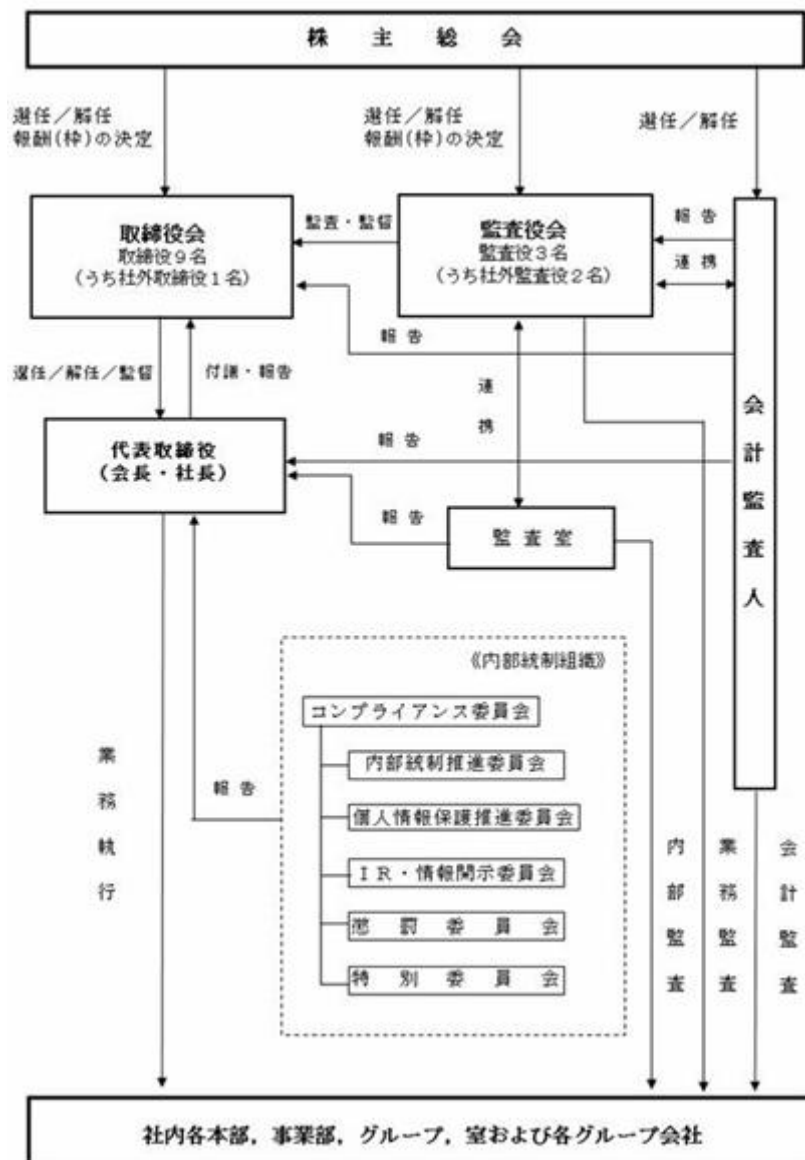 株主総会
選任／解任
報酬(枠)の決定
選任／解任
報酬(枠)の決定
選任／解任
取締役会
取締役９名
(うち社外取締役１名)
監査・監督
監査役会
監査役３名
(うち社外監査役２名)
報告
連携
報告
選任／解任／監督
付議・報告
連携
会計監査人
代表取締役
(会長・社長)
報告
報告
監査室
《内部統制組織》
コンプライアンス委員会
内部統制推進委員会
個人情報保護推進委員会
ＩＲ・情報開示委員会
懲罰委員会
特別委員会
報告
業務執行
内部監査
業務監査
会計監査
社内各本部，事業部，グループ，室および各グループ会社